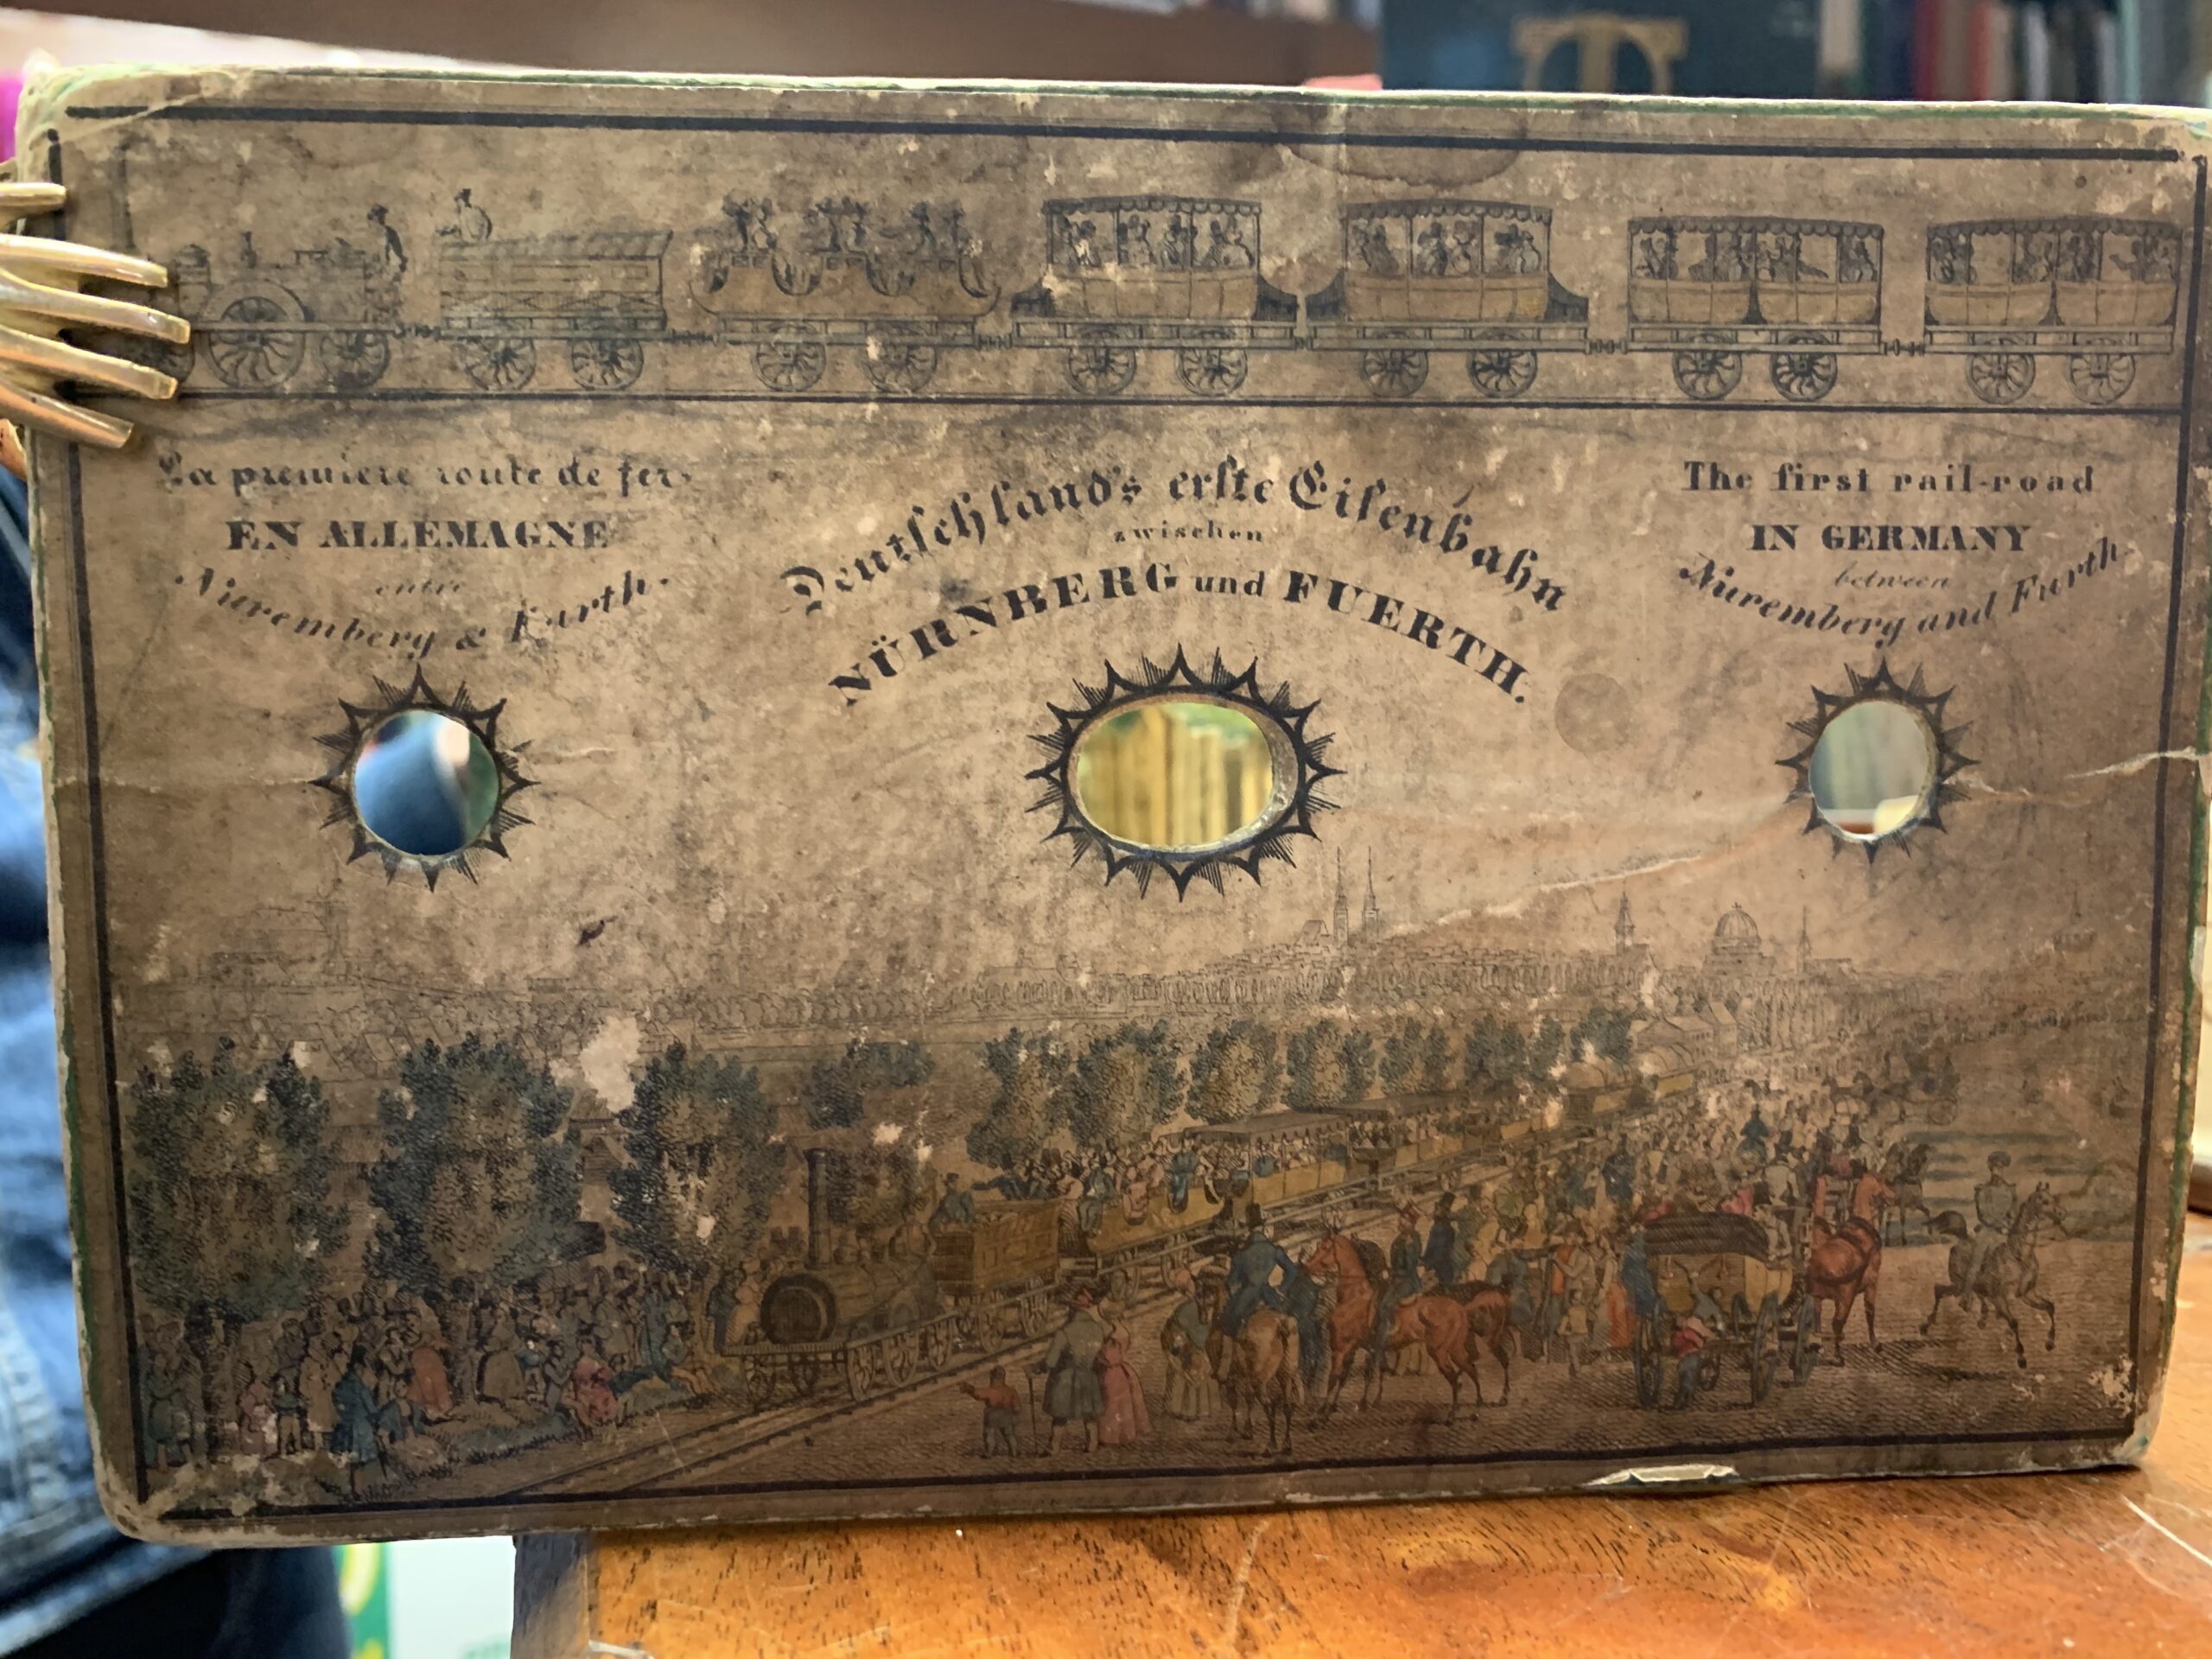 La premiere route de fer
EN ALLEMAGNE
entre
Nuremberg & Furth.
Deutschland's erste Eisenbahn
zwischen
NÜRNBERG und FUERTH.
The first rail-road
IN GERMANY
between
Nuremberg and Furth.